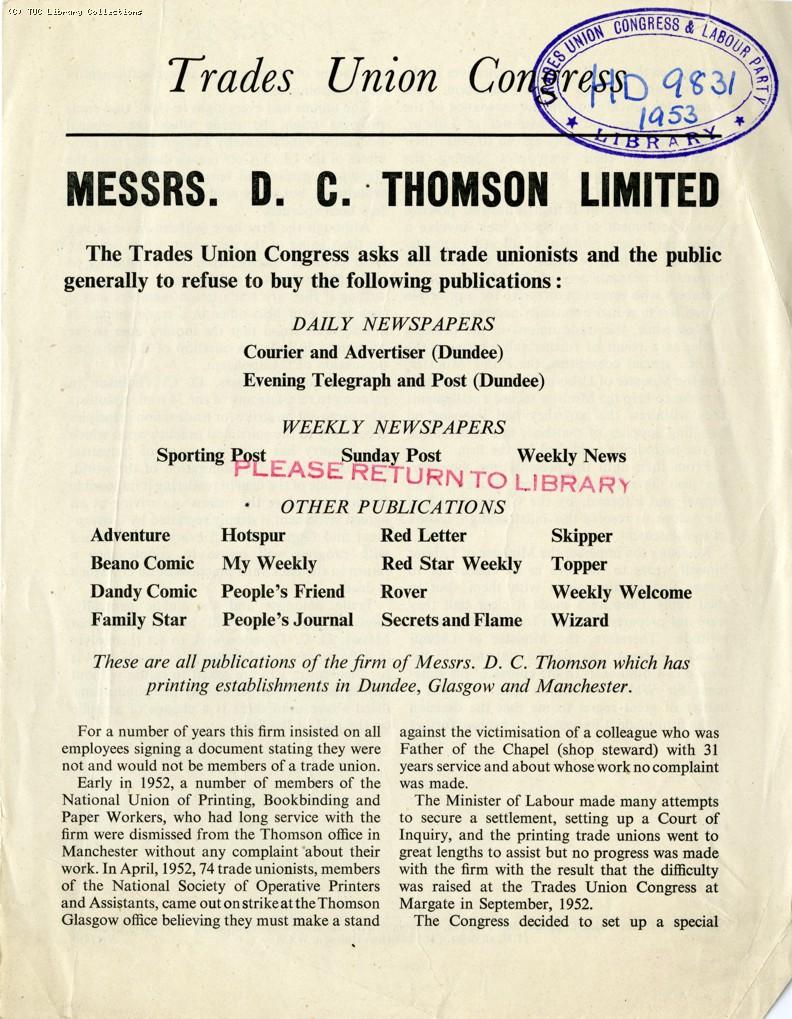 (C) TUC Library Collections
Trades Union Congress
TRADES UNION CONGRESS & LABOUR PARTY
HD 9831
1953
★ LIBRARY ★
MESSRS. D. C. THOMSON LIMITED
The Trades Union Congress asks all trade unionists and the public
generally to refuse to buy the following publications :
DAILY NEWSPAPERS
Courier and Advertiser (Dundee)
Evening Telegraph and Post (Dundee)
WEEKLY NEWSPAPERS
Sporting Post Sunday Post Weekly News
PLEASE RETURN TO LIBRARY
OTHER PUBLICATIONS
Adventure Hotspur Red Letter Skipper
Beano Comic My Weekly Red Star Weekly Topper
Dandy Comic People's Friend Rover Weekly Welcome
Family Star People's Journal Secrets and Flame Wizard
These are all publications of the firm of Messrs. D. C. Thomson which has
printing establishments in Dundee, Glasgow and Manchester.
For a number of years this firm insisted on all
employees signing a document stating they were
not and would not be members of a trade union.
Early in 1952, a number of members of the
National Union of Printing, Bookbinding and
Paper Workers, who had long service with the
firm were dismissed from the Thomson office in
Manchester without any complaint about their
work. In April, 1952, 74 trade unionists, members
of the National Society of Operative Printers
and Assistants, came out on strike at the Thomson
Glasgow office believing they must make a stand
against the victimisation of a colleague who was
Father of the Chapel (shop steward) with 31
years service and about whose work no complaint
was made.
The Minister of Labour made many attempts
to secure a settlement, setting up a Court of
Inquiry, and the printing trade unions went to
great lengths to assist but no progress was made
with the firm with the result that the difficulty
was raised at the Trades Union Congress at
Margate in September, 1952.
The Congress decided to set up a special